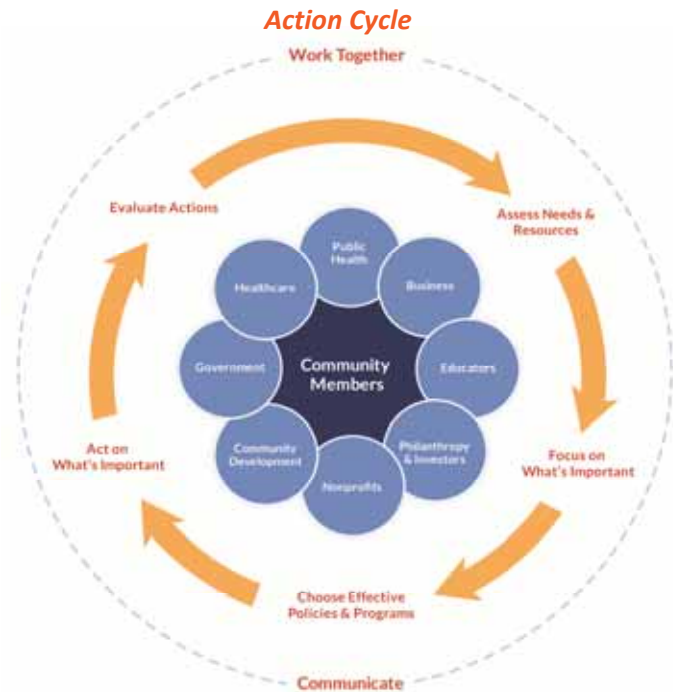 Action Cycle
Work Together
Evaluate Actions
Assess Needs &
Resources
Public
Health
Healthcare
Business
Government
Community
Members
Educators
Community
Development
Philanthropy
& Investors
Nonprofits
Act on
What's Important
Focus on
What's Important
Choose Effective
Policies & Programs
Communicate